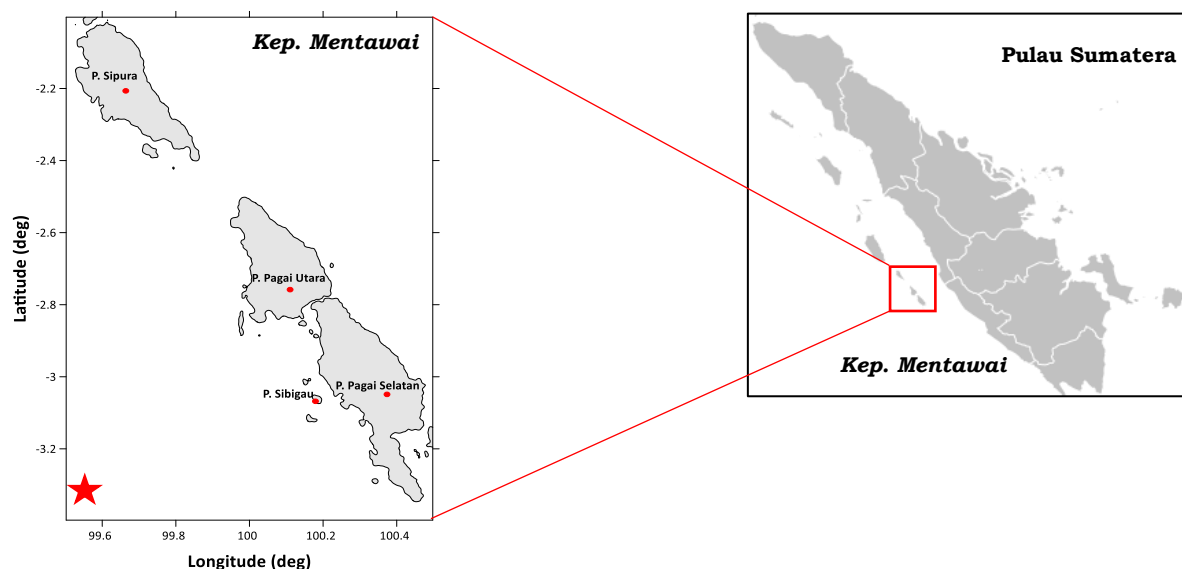 Kep. Mentawai
P. Sipura
P. Pagai Utara
P. Sibigau
P. Pagai Selatan
-2.2
-2.4
-2.6
-2.8
-3
-3.2
Latitude (deg)
99.6
99.8
100
100.2
100.4
Longitude (deg)
Pulau Sumatera
Kep. Mentawai